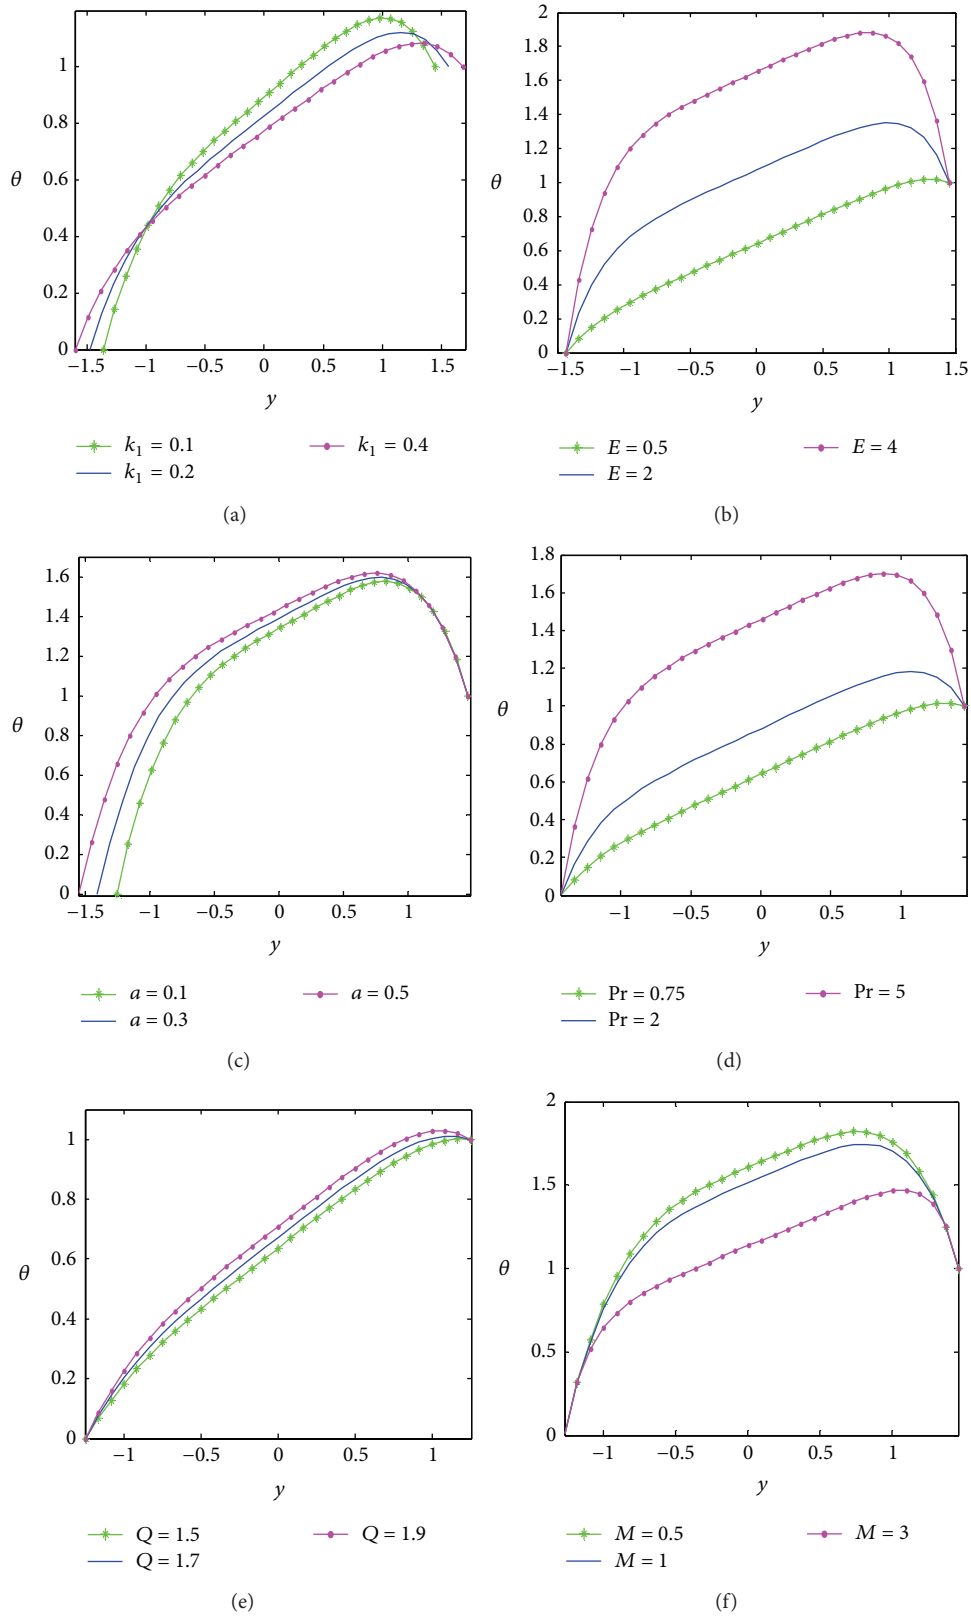 1
0.8
0.6
0.4
0.2
0
θ
−1.5 −1 −0.5 0 0.5 1 1.5
y
k1 = 0.1
k1 = 0.2
k1 = 0.4
(a)
2
1.8
1.6
1.4
1.2
1
0.8
0.6
0.4
0.2
0
θ
−1.5 −1 −0.5 0 0.5 1 1.5
y
E = 0.5
E = 2
E = 4
(b)
1.6
1.4
1.2
1
0.8
0.6
0.4
0.2
0
θ
−1.5 −1 −0.5 0 0.5 1
y
a = 0.1
a = 0.3
a = 0.5
(c)
1.8
1.6
1.4
1.2
1
0.8
0.6
0.4
0.2
0
θ
−1 −0.5 0 0.5 1
y
Pr = 0.75
Pr = 2
Pr = 5
(d)
1
0.8
0.6
0.4
0.2
0
θ
−1 −0.5 0 0.5 1
y
Q = 1.5
Q = 1.7
Q = 1.9
(e)
2
1.5
1
0.5
0
θ
−1 −0.5 0 0.5 1
y
M = 0.5
M = 1
M = 3
(f)